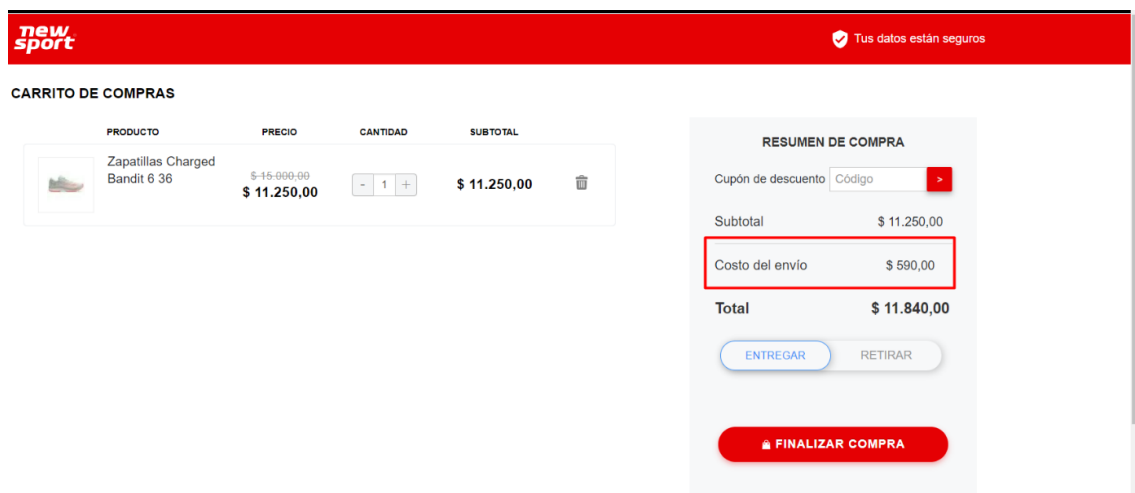 new
sport
Tus datos están seguros
CARRITO DE COMPRAS
PRODUCTO PRECIO CANTIDAD SUBTOTAL
Zapatillas Charged
Bandit 6 36
$ 15.000,00
$ 11.250,00
- 1 +
$ 11.250,00
RESUMEN DE COMPRA
Cupón de descuento Código >
Subtotal $ 11.250,00
Costo del envío $ 590,00
Total $ 11.840,00
ENTREGAR RETIRAR
FINALIZAR COMPRA